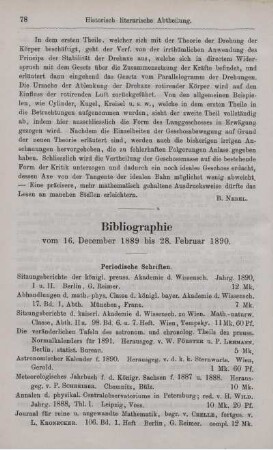 78 Historisch literarische Abtheilung.
In dem ersten Theile, welcher sich mit der Theorie der Drehung der
Körper beschäftigt, geht der Verf. von der irrthümlichen Anwendung des
Princips der Stabilität der Drehaxe aus, welche sich in directen Wider-
spruch mit dem Gesetz über die Zusammensetzung der Kräfte befindet, und
erläutert dann eingehend das Gesetz vom Parallelogramm der Drehungen.
Die Ursache der Ablenkung der Drehaxe rotirender Körper wird auf den
Einfluss der rotirenden Luft zurückgeführt. Von den allgemeinen Beispie-
len, wie Cylinder, Kugel, Kreisel u. s. w., welche in dem ersten Theile in
Betrachtung gezogen wurden, ausschliessend, zieht der zweite Theil vollständig
ab, indem er ausschliesslich die Form des Langgeschosses in Erwägung
gezogen wird. Nachdem die Einzelheiten der Geschossbewegung auf Grund
der neuen Theorie erläutert sind, werden auch die bisherigen irrigen An-
schauungen hervorgehoben, die zu bisherlarten Folgerungen Anlass gegeben
haben. Schliesslich wird die Vertheilung der Geschossmasse auf die bestehende
Form der Kritik unterzogen und dadurch ein noch besseres erreicht, dass
dessen Axe von der Tangente der idealen Bahn möglichst wenig abweicht.
— Eine präcisere, mehr mathematisch gehaltene Ausdrucksweise dürfte das
Lesen an manchen Stellen erleichtern.
B. Nebel.
Bibliographie
vom 16. December 1889 bis 28. Februar 1890.
Periodische Schriften.
Sitzungsberichte der königl. preuss. Akademie d. Wissensch. Jahrg. 1890,
I u. II. Berlin, G. Reimer. 12 Mk.
Abhandlungen d. math.-phys. Classe d. königl. bayer. Akademie d. Wissensch.
17. Bd. 1. Abth. München, Franz. 7 Mk.
Sitzungsberichte d. kaiserl. Akademie d. Wissensch. zu Wien. Math.-naturw.
Classe, Abth. IIa. 98. Bd. 6. u. 7. Heft. Wien, Tempsky. 11 Mk. 60 Pf.
Die veränderlichen Tafeln des astronom. und chronolog. Theils des preuss.
Normalkalenders für 1891. Herausgeg. von W. Förster u. P. Lehmann.
Berlin, statist. Bureau. 5 Mk.
Astronomischer Kalender f. 1890. Herausgeg. v. d. k. k. Sternwarte. Wien,
Gerold. 1 Mk. 60 Pf.
Meteorologisches Jahrbuch f. d. Königr. Sachsen f. 1887 u. 1888. Heraus-
geg. v. P. Schreiber. Chemnitz, Bülz. 10 Mk.
Annalen d. physikal. Centralobservatoriums in Petersburg; red. v. H. Wild.
Jahrg. 1888, Thl. I. Leipzig, Voss. 10 Mk. 20 Pf.
Journal für reine u. angewandte Mathematik, begr. v. Crelle, fortges. v.
L. Kronecker. 106. Bd. 1. Heft Berlin, G. Reimer. compl. 12 Mk.